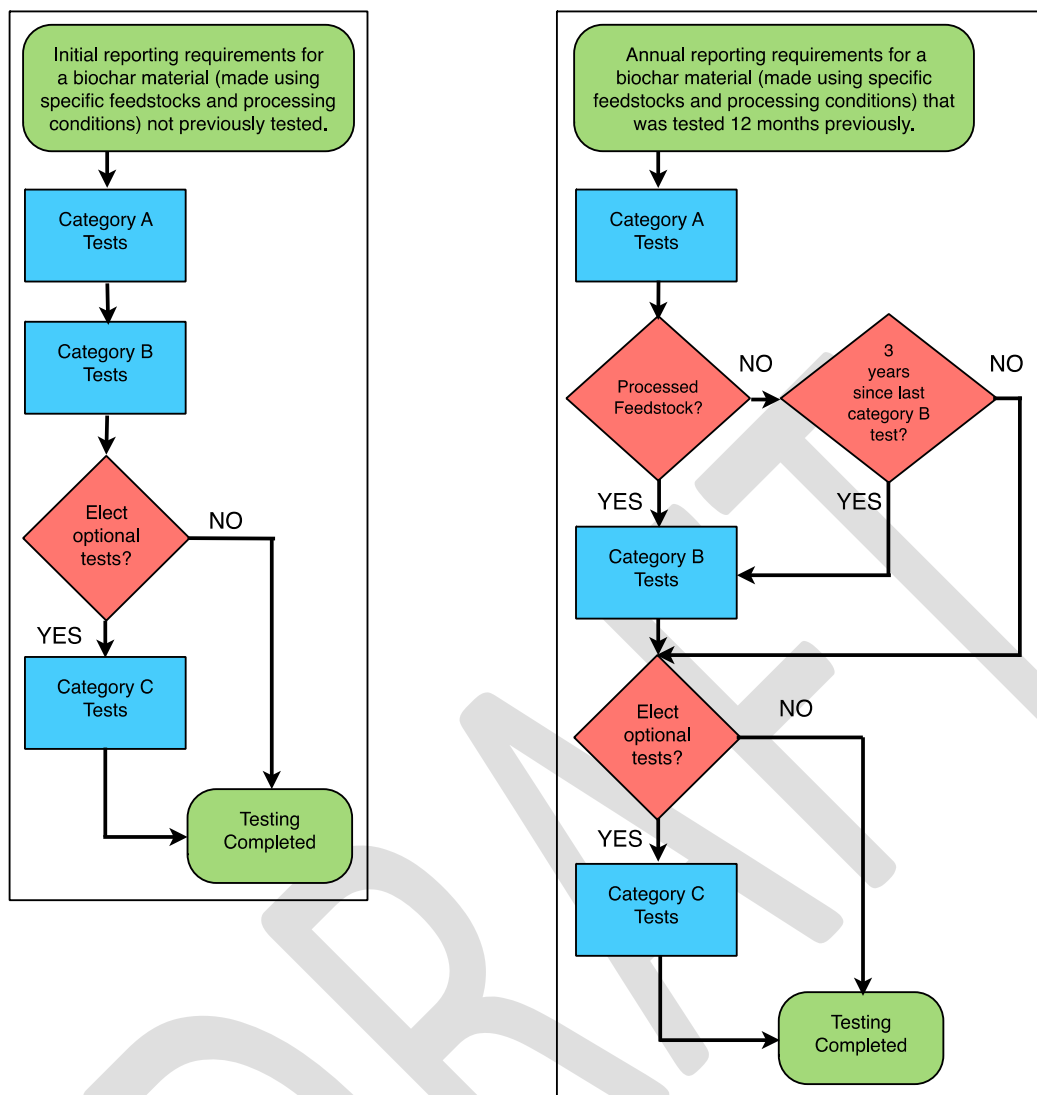 Initial reporting requirements for
a biochar material (made using
specific feedstocks and processing
conditions) not previously tested.
Category A
Tests
Category B
Tests
Elect
optional
tests?
NO
YES
Category C
Tests
Testing
Completed
Annual reporting requirements for a
biochar material (made using specific
feedstocks and processing conditions) that
was tested 12 months previously.
Category A
Tests
Processed
Feedstock?
NO
3
years
since last
category B
test?
NO
YES
YES
Category B
Tests
Elect
optional
tests?
NO
YES
Category C
Tests
Testing
Completed
DRAFT